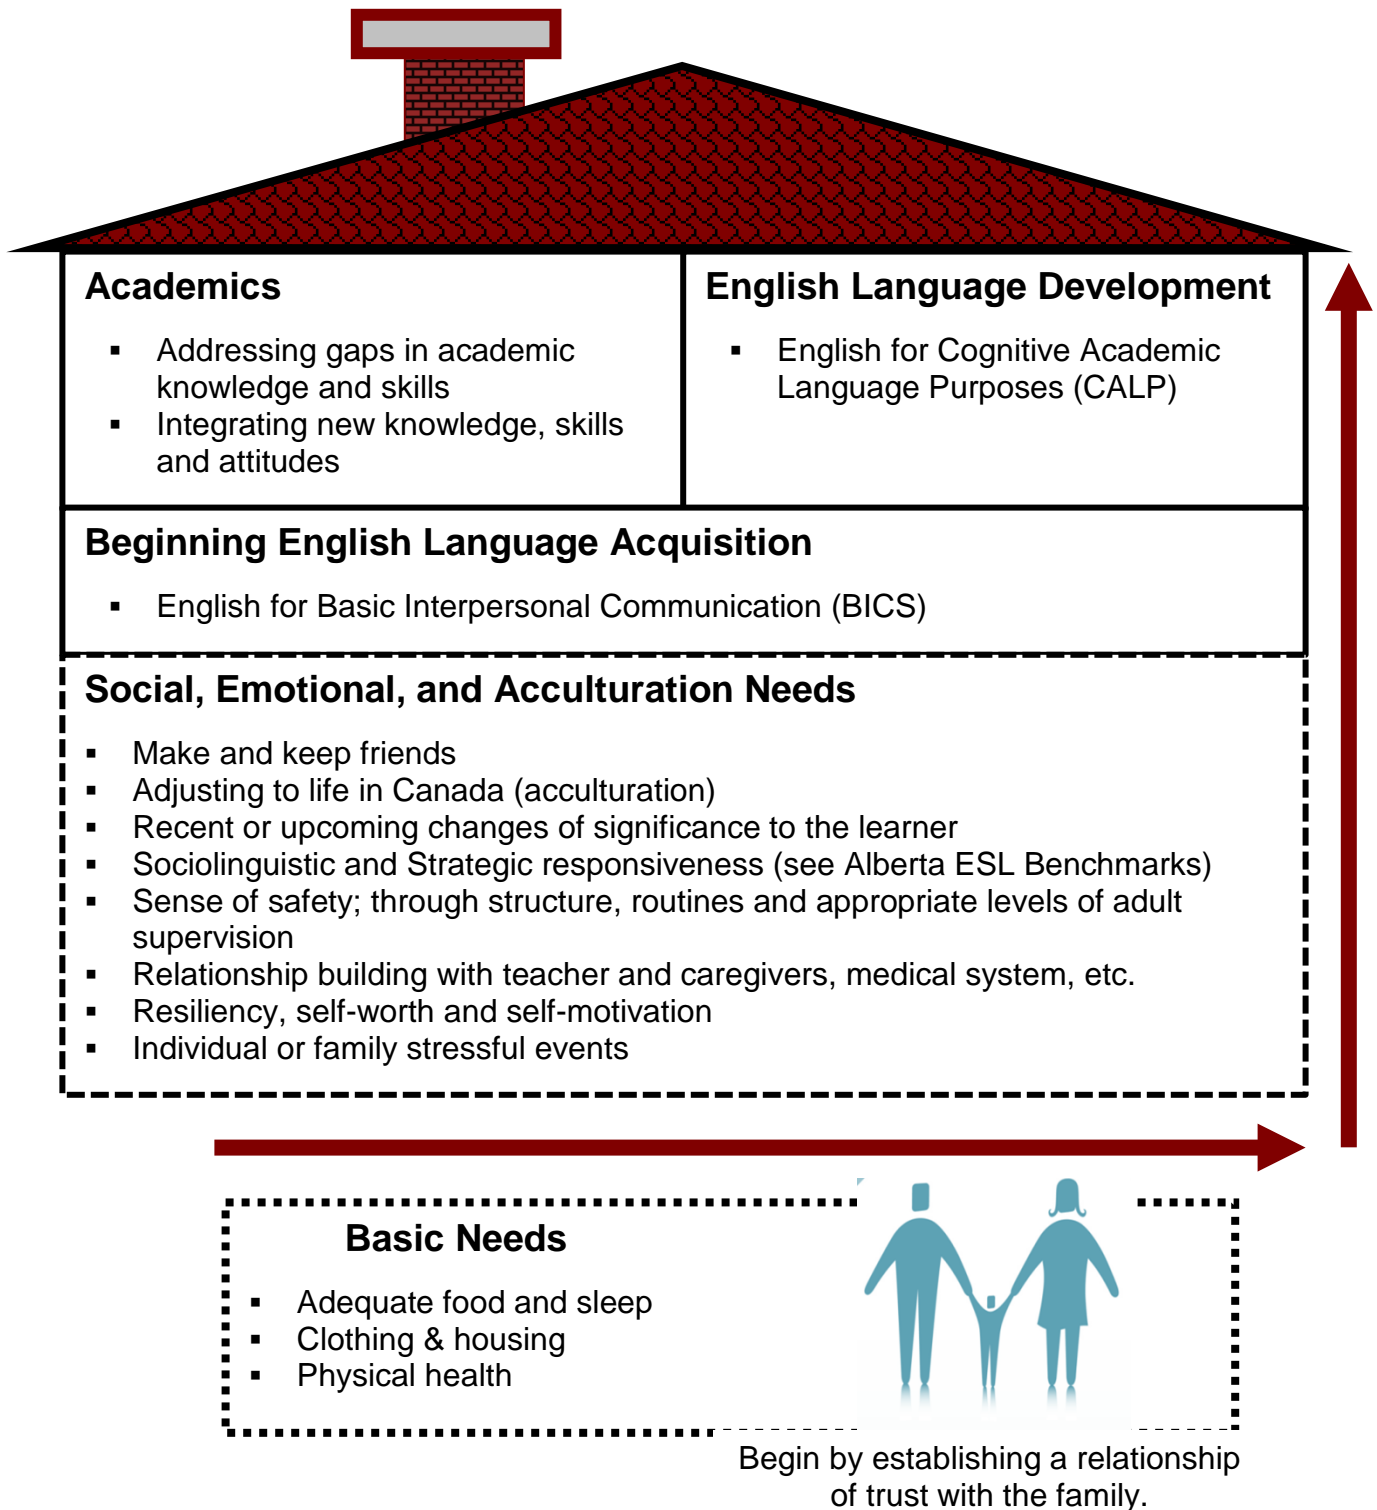 Academics
▪ Addressing gaps in academic
knowledge and skills
▪ Integrating new knowledge, skills
and attitudes
English Language Development
▪ English for Cognitive Academic
Language Purposes (CALP)
Beginning English Language Acquisition
▪ English for Basic Interpersonal Communication (BICS)
Social, Emotional, and Acculturation Needs
▪ Make and keep friends
▪ Adjusting to life in Canada (acculturation)
▪ Recent or upcoming changes of significance to the learner
▪ Sociolinguistic and Strategic responsiveness (see Alberta ESL Benchmarks)
▪ Sense of safety; through structure, routines and appropriate levels of adult
supervision
▪ Relationship building with teacher and caregivers, medical system, etc.
▪ Resiliency, self-worth and self-motivation
▪ Individual or family stressful events
Basic Needs
▪ Adequate food and sleep
▪ Clothing & housing
▪ Physical health
Begin by establishing a relationship
of trust with the family.